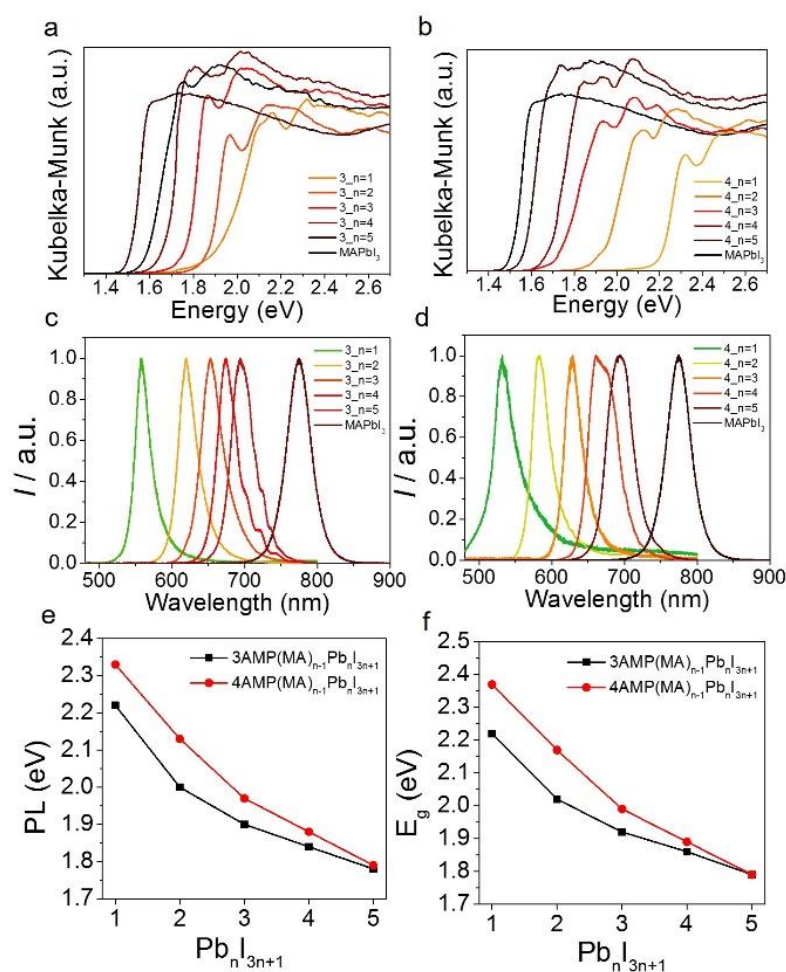 a
Kubelka-Munk (a.u.)
3_n=1
3_n=2
3_n=3
3_n=4
3_n=5
MAPbI₃
1.4 1.6 1.8 2.0 2.2 2.4 2.6
Energy (eV)
b
Kubelka-Munk (a.u.)
4_n=1
4_n=2
4_n=3
4_n=4
4_n=5
MAPbI₃
1.4 1.6 1.8 2.0 2.2 2.4 2.6
Energy (eV)
c
I / a.u.
1.0
0.8
0.6
0.4
0.2
0.0
3_n=1
3_n=2
3_n=3
3_n=4
3_n=5
MAPbI₃
500 600 700 800 900
Wavelength (nm)
d
I / a.u.
1.0
0.8
0.6
0.4
0.2
0.0
4_n=1
4_n=2
4_n=3
4_n=4
4_n=5
MAPbI₃
500 600 700 800 900
Wavelength (nm)
e
PL (eV)
2.4
2.3
2.2
2.1
2.0
1.9
1.8
1.7
3AMP(MA)ₙ₋₁PbₙI₃ₙ₊₁
4AMP(MA)ₙ₋₁PbₙI₃ₙ₊₁
1 2 3 4 5
PbₙI₃ₙ₊₁
f
E_g (eV)
2.5
2.4
2.3
2.2
2.1
2.0
1.9
1.8
1.7
3AMP(MA)ₙ₋₁PbₙI₃ₙ₊₁
4AMP(MA)ₙ₋₁PbₙI₃ₙ₊₁
1 2 3 4 5
PbₙI₃ₙ₊₁